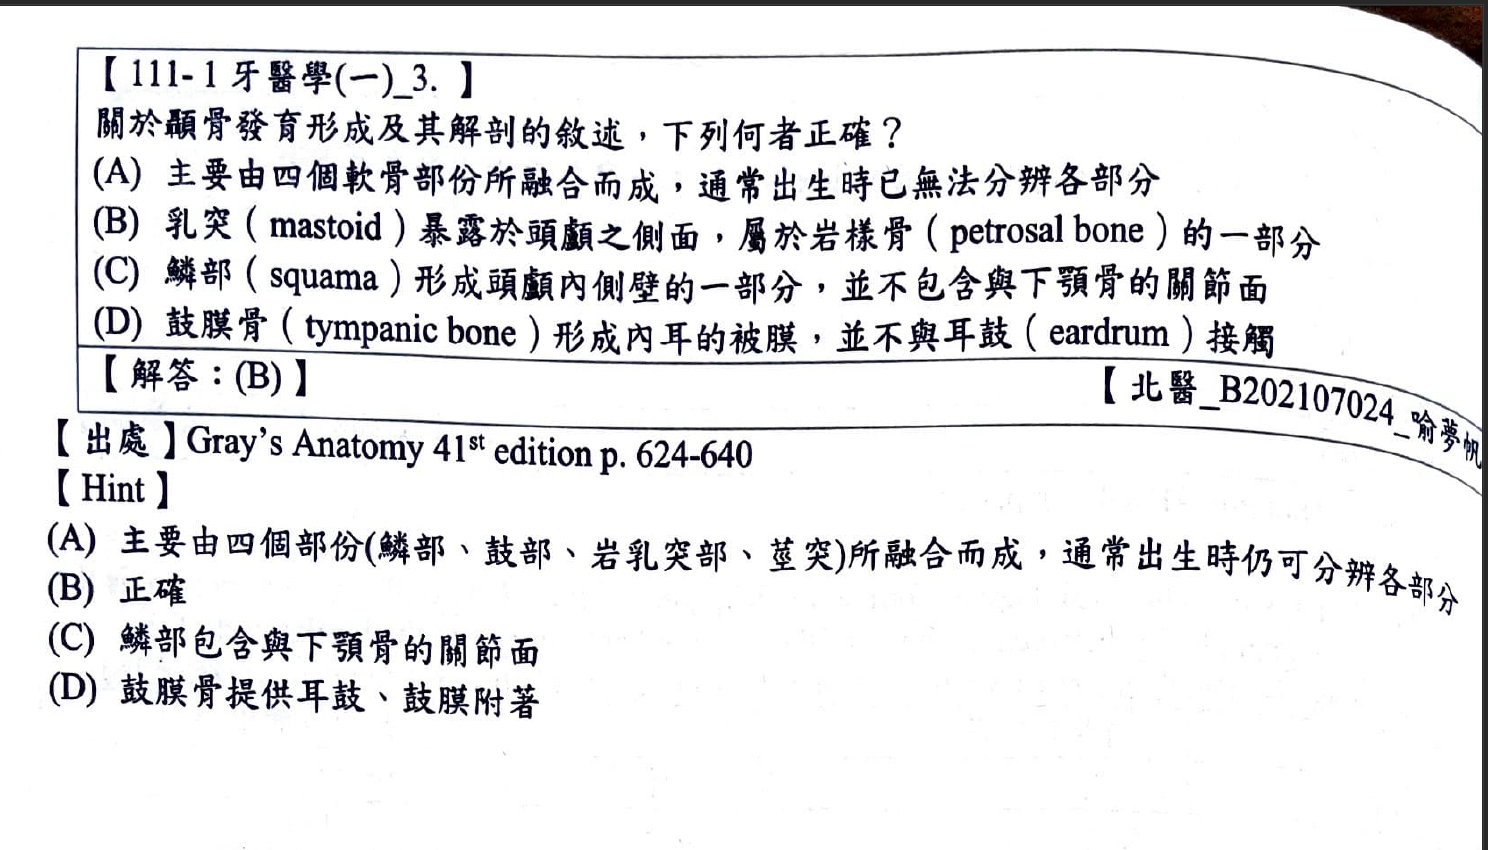 【 111-1 牙醫學(一)_3. 】
關於顳骨發育形成及其解剖的敘述，下列何者正確？
(A) 主要由四個軟骨部份所融合而成，通常出生時已無法分辨各部分
(B) 乳突（mastoid）暴露於頭顱之側面，屬於岩樣骨（petrosal bone）的一部分
(C) 鱗部（squama）形成頭顱內側壁的一部分，並不包含與下顎骨的關節面
(D) 鼓膜骨（tympanic bone）形成內耳的被膜，並不與耳鼓（eardrum）接觸
【 解答：(B) 】 【 北醫_B202107024_喻夢帆
【 出處 】Gray’s Anatomy 41st edition p. 624-640
【 Hint 】
(A) 主要由四個部份(鱗部、鼓部、岩乳突部、莖突)所融合而成，通常出生時仍可分辨各部分
(B) 正確
(C) 鱗部包含與下顎骨的關節面
(D) 鼓膜骨提供耳鼓、鼓膜附著